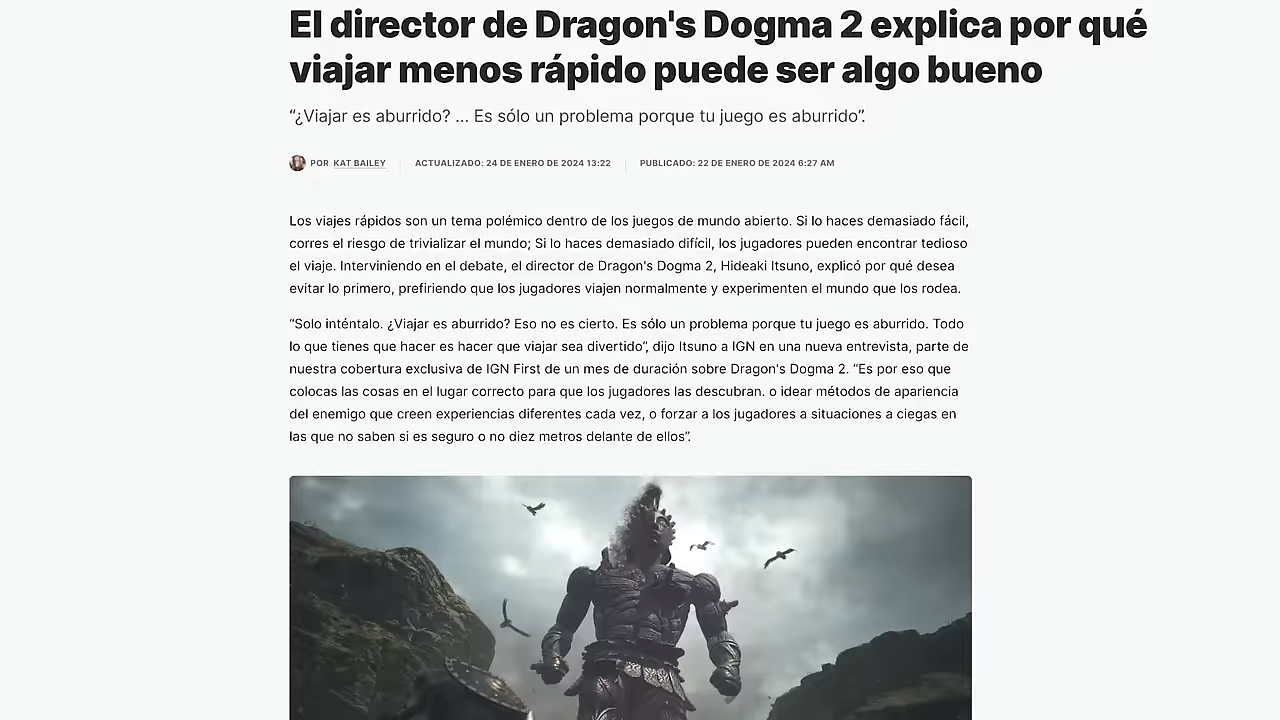 El director de Dragon's Dogma 2 explica por qué
viajar menos rápido puede ser algo bueno
“¿Viajar es aburrido? ... Es sólo un problema porque tu juego es aburrido”.
POR KAT BAILEY
ACTUALIZADO: 24 DE ENERO DE 2024 13:22
PUBLICADO: 22 DE ENERO DE 2024 6:27 AM
Los viajes rápidos son un tema polémico dentro de los juegos de mundo abierto. Si lo haces demasiado fácil,
corres el riesgo de trivializar el mundo; Si lo haces demasiado difícil, los jugadores pueden encontrar tedioso
el viaje. Interviniendo en el debate, el director de Dragon's Dogma 2, Hideaki Itsuno, explicó por qué desea
evitar lo primero, prefiriendo que los jugadores viajen normalmente y experimenten el mundo que los rodea.
“Solo inténtalo. ¿Viajar es aburrido? Eso no es cierto. Es sólo un problema porque tu juego es aburrido. Todo
lo que tienes que hacer es hacer que viajar sea divertido”, dijo Itsuno a IGN en una nueva entrevista, parte de
nuestra cobertura exclusiva de IGN First de un mes de duración sobre Dragon's Dogma 2. “Es por eso que
colocas las cosas en el lugar correcto para que los jugadores las descubran. o idear métodos de apariencia
del enemigo que creen experiencias diferentes cada vez, o forzar a los jugadores a situaciones a ciegas en
las que no saben si es seguro o no diez metros delante de ellos”.